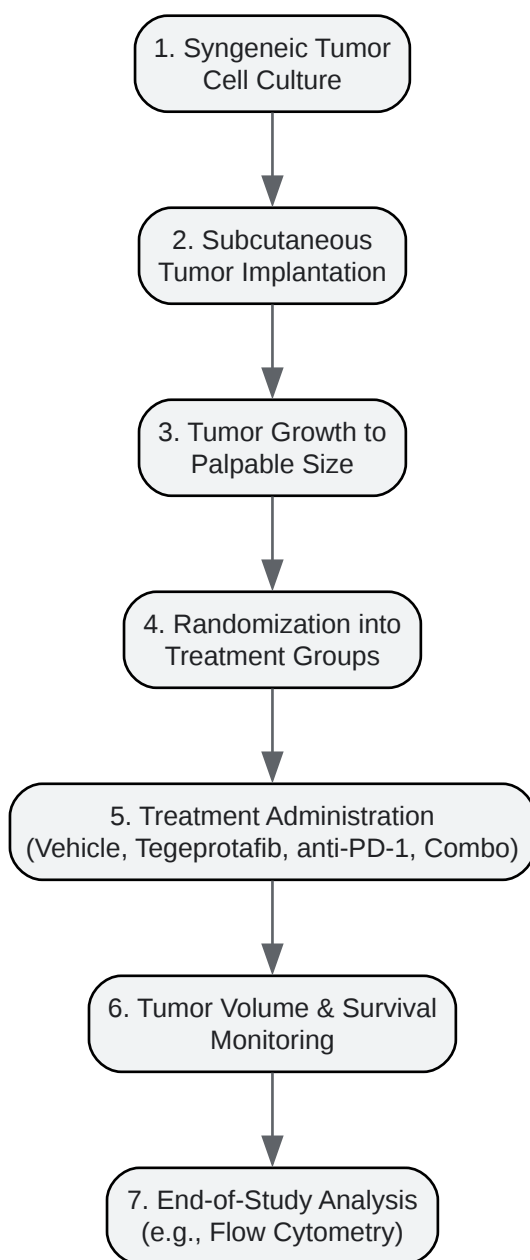 1. Syngeneic Tumor
Cell Culture
2. Subcutaneous
Tumor Implantation
3. Tumor Growth to
Palpable Size
4. Randomization into
Treatment Groups
5. Treatment Administration
(Vehicle, Tegeprotafib, anti-PD-1, Combo)
6. Tumor Volume & Survival
Monitoring
7. End-of-Study Analysis
(e.g., Flow Cytometry)